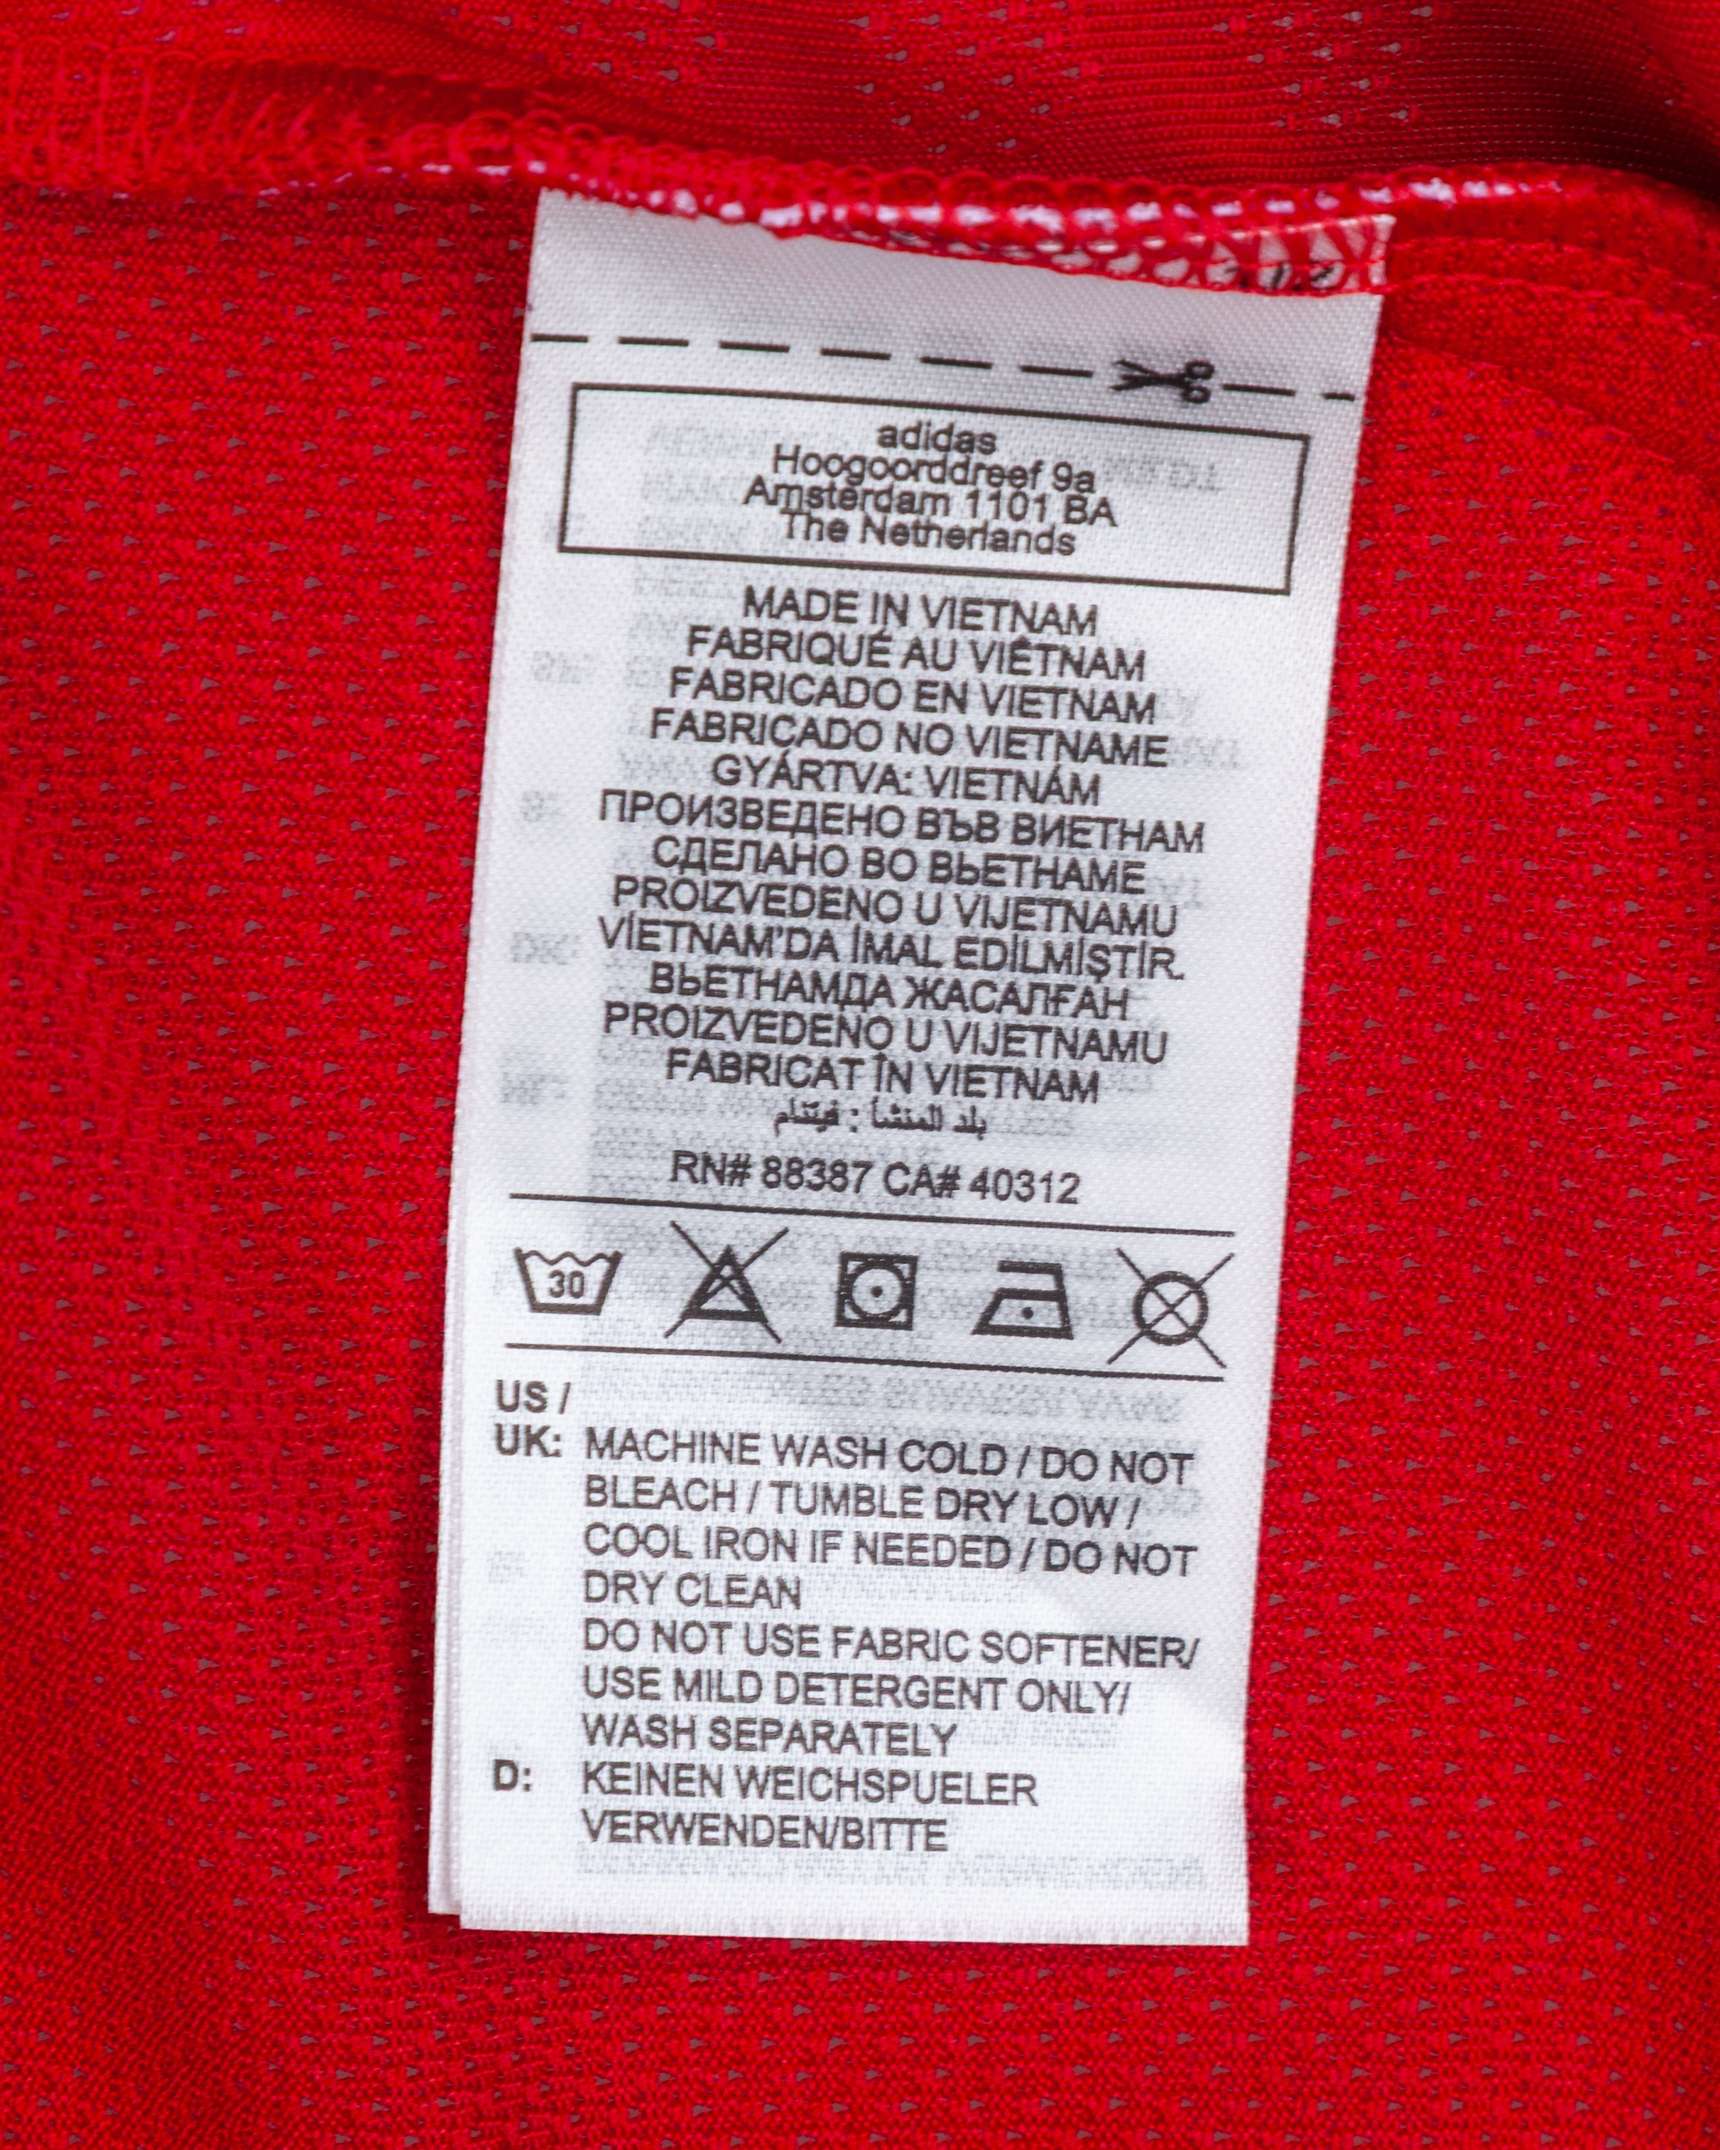 adidas
Hoogoorddreef 9a
Amsterdam 1101 BA
The Netherlands
MADE IN VIETNAM
FABRIQUÉ AU VIÊTNAM
FABRICADO EN VIETNAM
FABRICADO NO VIETNAME
GYÁRTVA: VIETNÁM
ПРОИЗВЕДЕНО ВЪВ ВИЕТНАМ
СДЕЛАНО ВО ВЬЕТНАМЕ
PROIZVEDENO U VIJETNAMU
VİETNAM'DA İMAL EDİLMİŞTİR.
ВЬЕТНАМДА ЖАСАЛҒАН
PROIZVEDENO U VIJETNAMU
FABRICAT ÎN VIETNAM
بلد المنشأ : فيتنام
RN# 88387 CA# 40312
30
US /
UK: MACHINE WASH COLD / DO NOT
BLEACH / TUMBLE DRY LOW /
COOL IRON IF NEEDED / DO NOT
DRY CLEAN
DO NOT USE FABRIC SOFTENER/
USE MILD DETERGENT ONLY/
WASH SEPARATELY
D: KEINEN WEICHSPUELER
VERWENDEN/BITTE